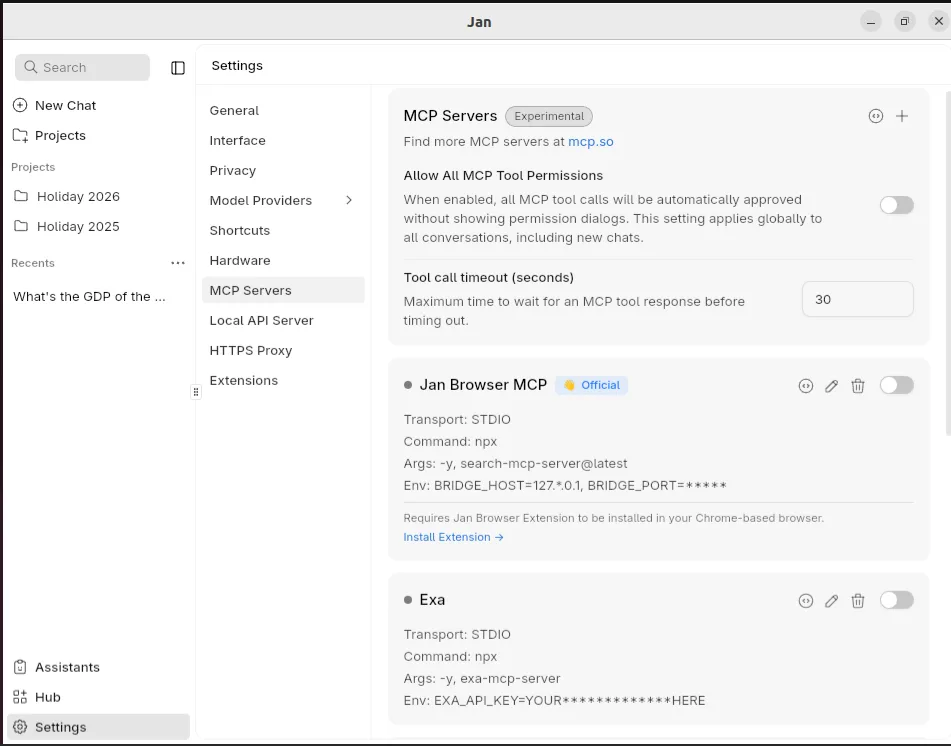 Jan
Search
New Chat
Projects
Projects
Holiday 2026
Holiday 2025
Recents
What's the GDP of the ...
Assistants
Hub
Settings
Settings
General
Interface
Privacy
Model Providers
Shortcuts
Hardware
MCP Servers
Local API Server
HTTPS Proxy
Extensions
MCP Servers Experimental
Find more MCP servers at mcp.so
Allow All MCP Tool Permissions
When enabled, all MCP tool calls will be automatically approved
without showing permission dialogs. This setting applies globally to
all conversations, including new chats.
Tool call timeout (seconds)
Maximum time to wait for an MCP tool response before
timing out.
30
Jan Browser MCP 👋 Official
Transport: STDIO
Command: npx
Args: -y, search-mcp-server@latest
Env: BRIDGE_HOST=127.*.0.1, BRIDGE_PORT=*****
Requires Jan Browser Extension to be installed in your Chrome-based browser.
Install Extension →
Exa
Transport: STDIO
Command: npx
Args: -y, exa-mcp-server
Env: EXA_API_KEY=YOUR*************HERE